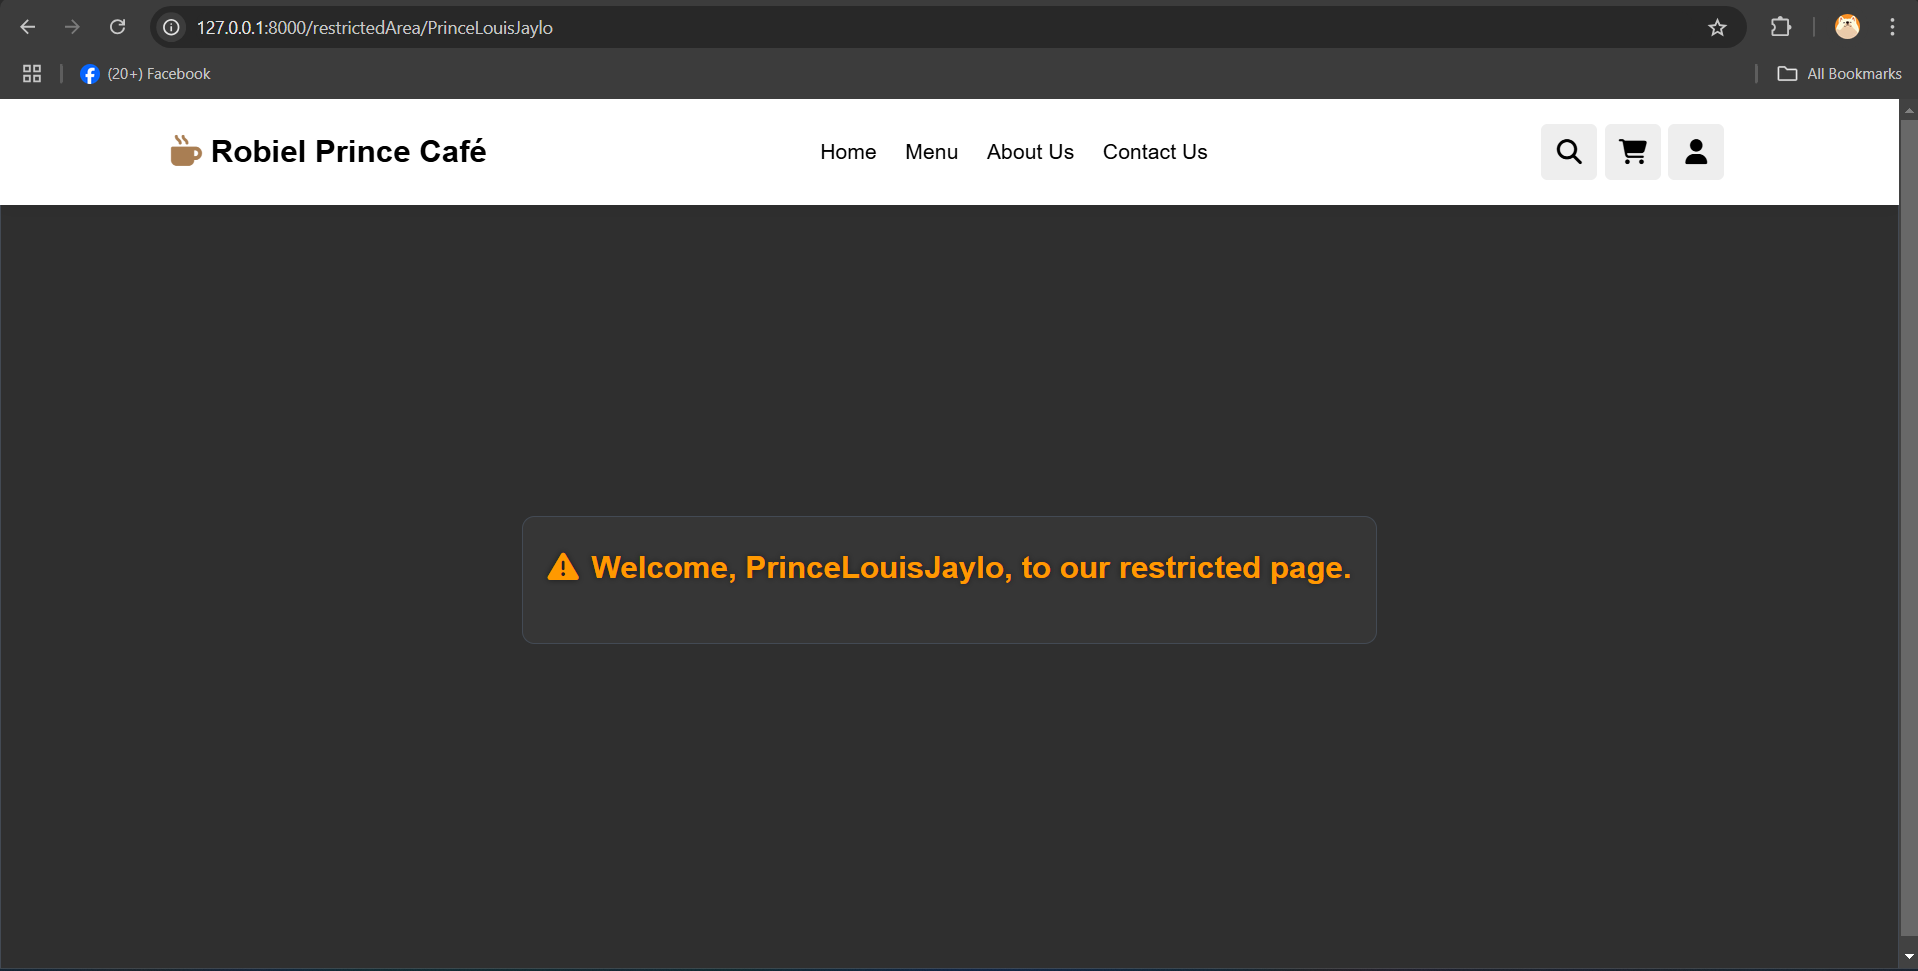 127.0.0.1:8000/restrictedArea/PrinceLouisJaylo
(20+) Facebook
All Bookmarks
Robiel Prince Café
Home
Menu
About Us
Contact Us
Welcome, PrinceLouisJaylo, to our restricted page.